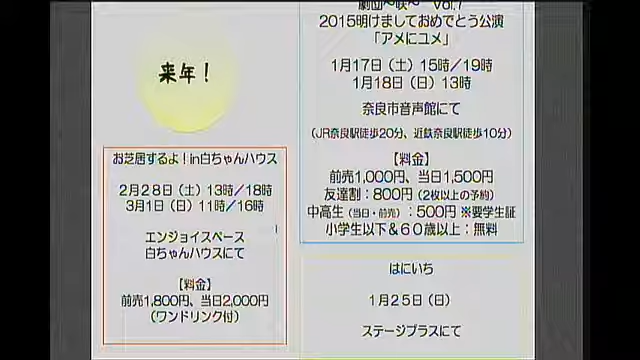 来年！
お芝居するよ！in白ちゃんハウス
2月28日（土）13時／18時
3月1日（日）11時／16時
エンジョイスペース
白ちゃんハウスにて
【料金】
前売1,800円、当日2,000円
（ワンドリンク付）
劇団～咲～ Vol.7
2015明けましておめでとう公演
「アメにユメ」
1月17日（土）15時／19時
1月18日（日）13時
奈良市音声館にて
（JR奈良駅徒歩20分、近鉄奈良駅徒歩10分）
【料金】
前売1,000円、当日1,500円
友達割：800円（2枚以上の予約）
中高生（当日・前売）：500円 ※要学生証
小学生以下＆60歳以上：無料
はにいち
1月25日（日）
ステージプラスにて